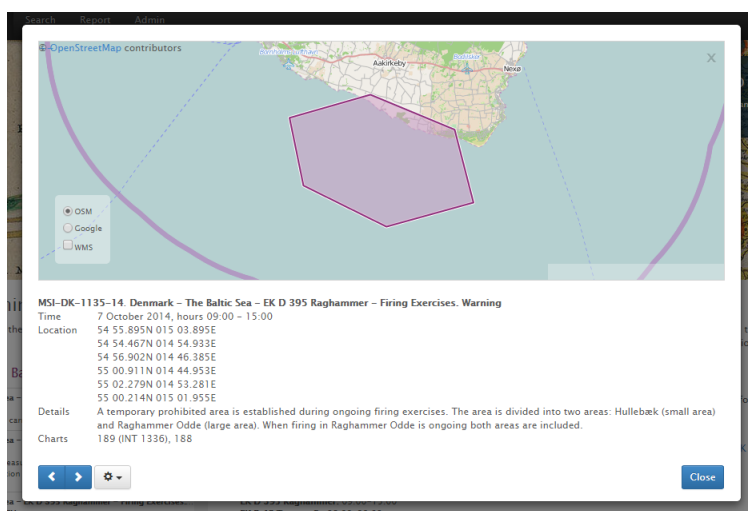 Search Report Admin
© OpenStreetMap contributors
Aakirkeby
Nexø
X
OSM
Google
WMS
MSI-DK-1135-14. Denmark - The Baltic Sea - EK D 395 Raghammer - Firing Exercises. Warning
Time 7 October 2014, hours 09:00 - 15:00
Location 54 55.895N 015 03.895E
54 54.467N 014 54.933E
54 56.902N 014 46.385E
55 00.911N 014 44.953E
55 02.279N 014 53.281E
55 00.214N 015 01.955E
Details A temporary prohibited area is established during ongoing firing exercises. The area is divided into two areas: Hullebæk (small area)
and Raghammer Odde (large area). When firing in Raghammer Odde is ongoing both areas are included.
Charts 189 (INT 1336), 188
Close